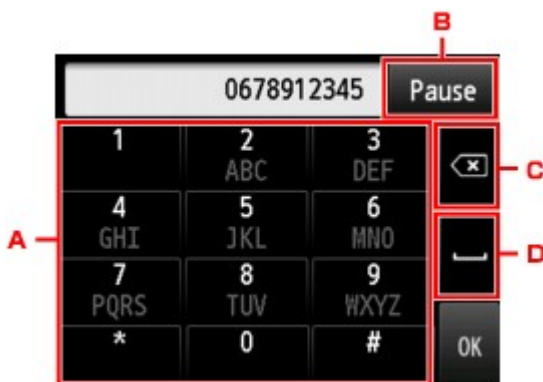 B
0678912345 Pause
1 2 3
ABC DEF
C
4 5 6
A GHI JKL MNO
D
7 8 9
PQRS TUV WXYZ
* 0 # OK